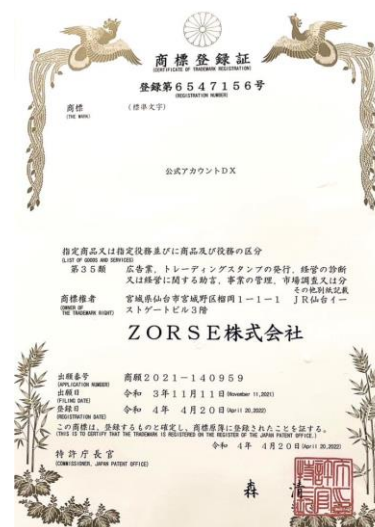 商標登録証
(CERTIFICATE OF TRADEMARK REGISTRATION)
登録第6547156号
(REGISTRATION NUMBER)
商標
(THE MARK)
(標準文字)
公式アカウントDX
指定商品又は指定役務並びに商品及び役務の区分
(LIST OF GOODS AND SERVICES)
第35類 広告業,トレーディングスタンプの発行,経営の診断
又は経営に関する助言,事業の管理,市場調査又は分
その他別紙記載
商標権者
(OWNER OF THE TRADEMARK RIGHT)
宮城県仙台市宮城野区榴岡1-1-1 JR仙台イー
ストゲートビル3階
ZORSE株式会社
出願番号 商願2021-140959
(APPLICATION NUMBER)
出願日 令和 3年11月11日(November 11,2021)
(FILING DATE)
登録日 令和 4年 4月20日(April 20,2022)
(REGISTRATION DATE)
この商標は、登録するものと確定し、商標原簿に登録されたことを証する。
(THIS IS TO CERTIFY THAT THE TRADEMARK IS REGISTERED ON THE REGISTER OF THE JAPAN PATENT OFFICE.)
令和 4年 4月20日(April 20,2022)
特許庁長官
(COMMISSIONER, JAPAN PATENT OFFICE)
森 清